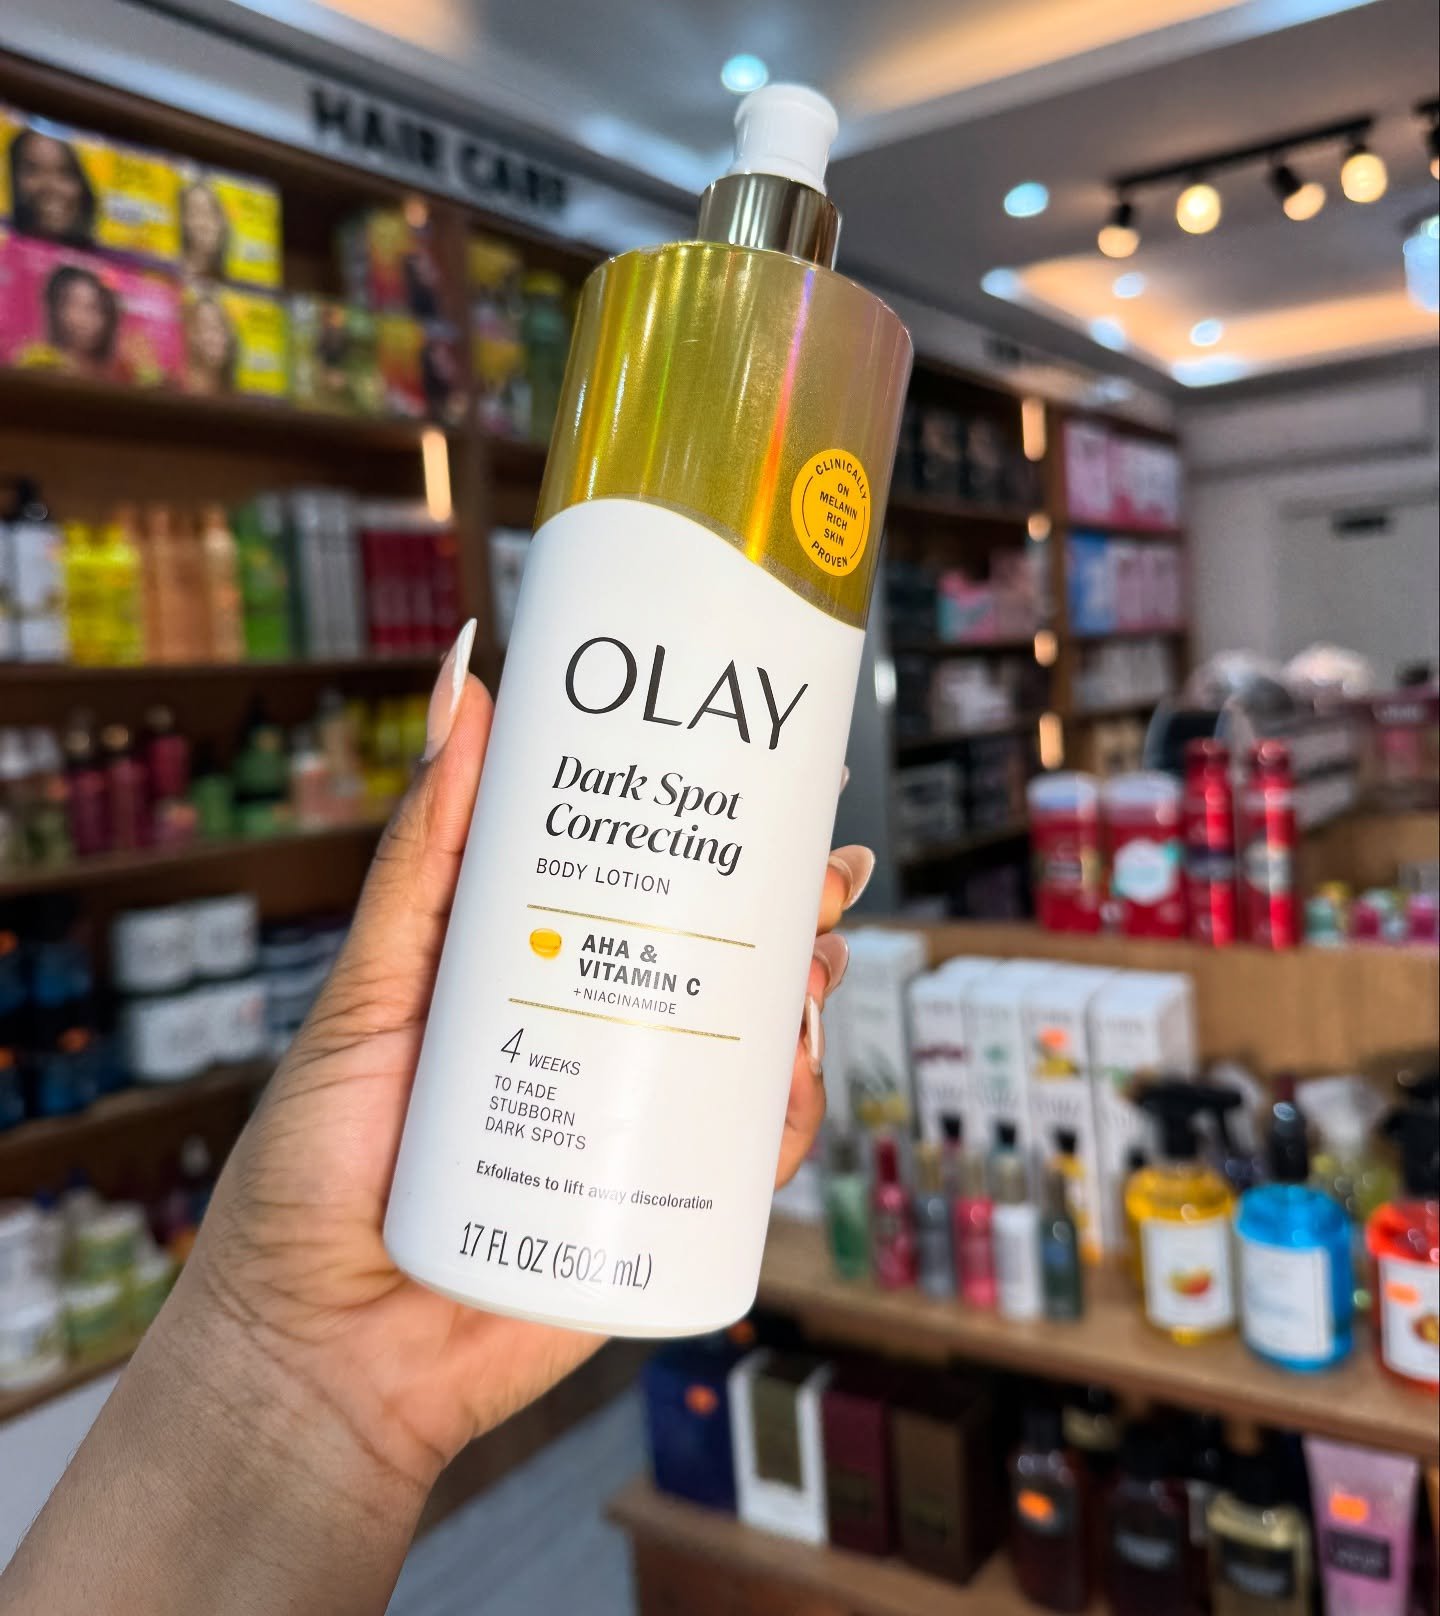 HAIR CARE
CLINICALLY
ON
MELANIN
RICH
SKIN
PROVEN
OLAY
Dark Spot
Correcting
BODY LOTION
AHA &
VITAMIN C
+NIACINAMIDE
4 WEEKS
TO FADE
STUBBORN
DARK SPOTS
Exfoliates to lift away discoloration
17 FL OZ (502 mL)